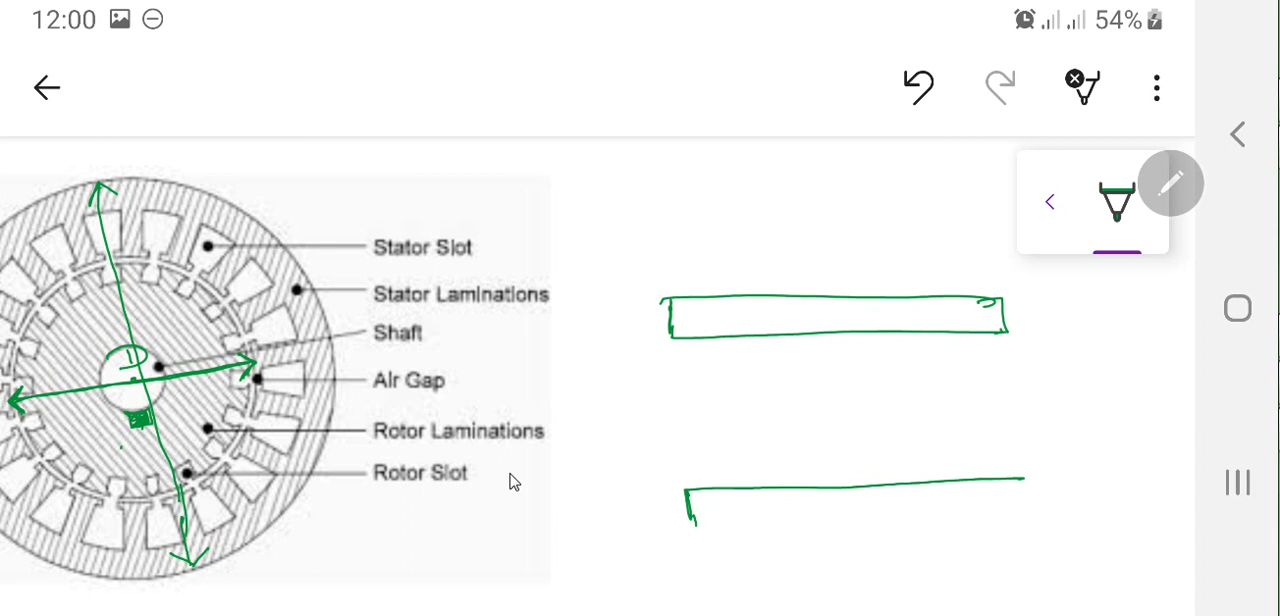 12:00
54%
Stator Slot
Stator Laminations
Shaft
Air Gap
Rotor Laminations
Rotor Slot
D